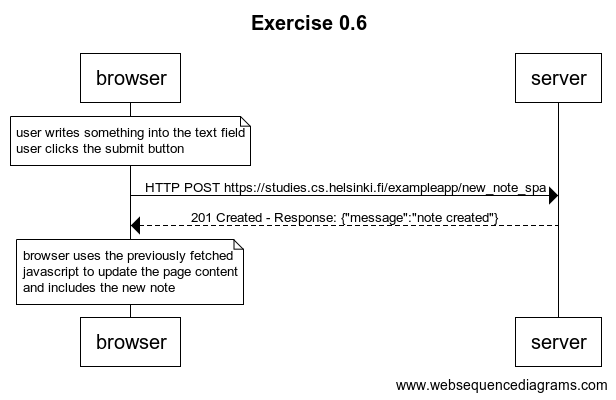 Exercise 0.6
browser
server
user writes something into the text field
user clicks the submit button
HTTP POST https://studies.cs.helsinki.fi/exampleapp/new_note_spa
201 Created - Response: {"message":"note created"}
browser uses the previously fetched
javascript to update the page content
and includes the new note
browser
server
www.websequencediagrams.com